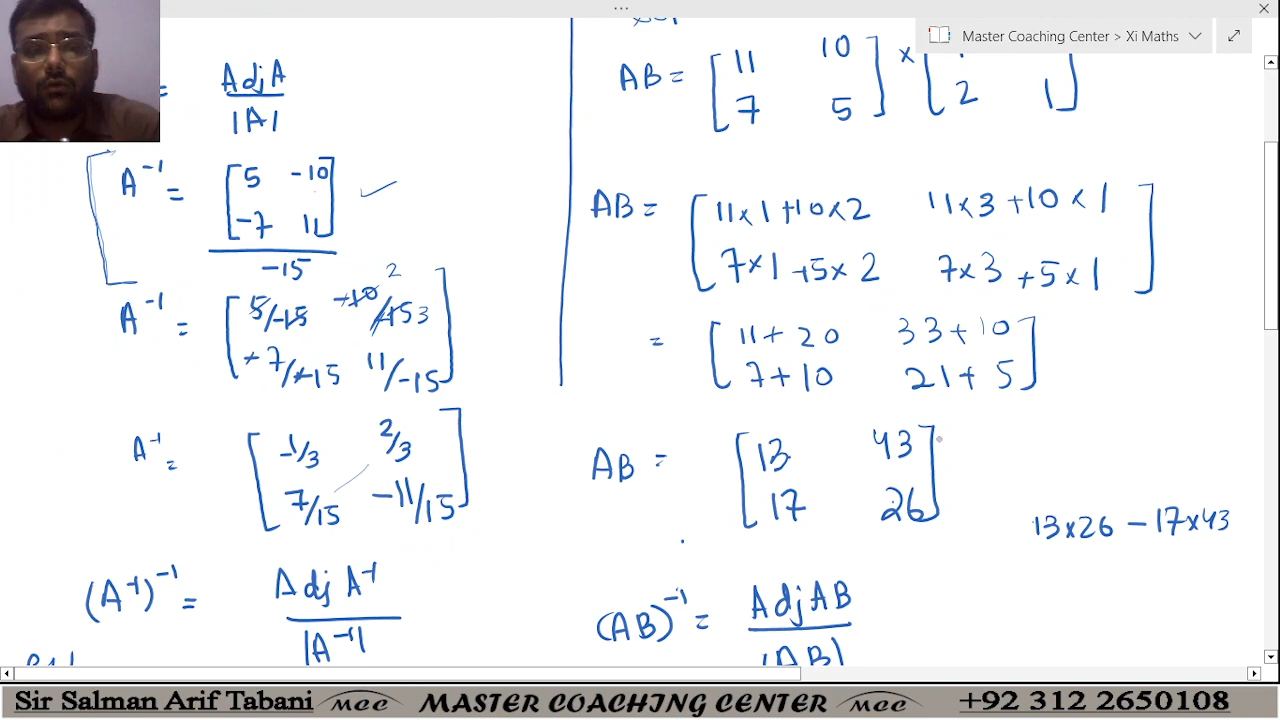 Master Coaching Center > Xi Maths
= Adj A / |A|
A⁻¹ = [5 -10
-7 11] / -15
A⁻¹ = [5/-15 -10/-15 2 3
-7/-15 11/-15]
A⁻¹ = [-1/3 2/3
7/15 -11/15]
(A⁻¹)⁻¹ = Adj A⁻¹ / |A⁻¹|
AB = [11 10
7 5] × [
2 1]
AB = [11×1+10×2 11×3+10×1
7×1+5×2 7×3+5×1]
= [11+20 33+10
7+10 21+5]
AB = [13 43
17 26]
13×26 - 17×43
(AB)⁻¹ = Adj AB / |AB|
Sir Salman Arif Tabani mcc MASTER COACHING CENTER mcc +92 312 2650108